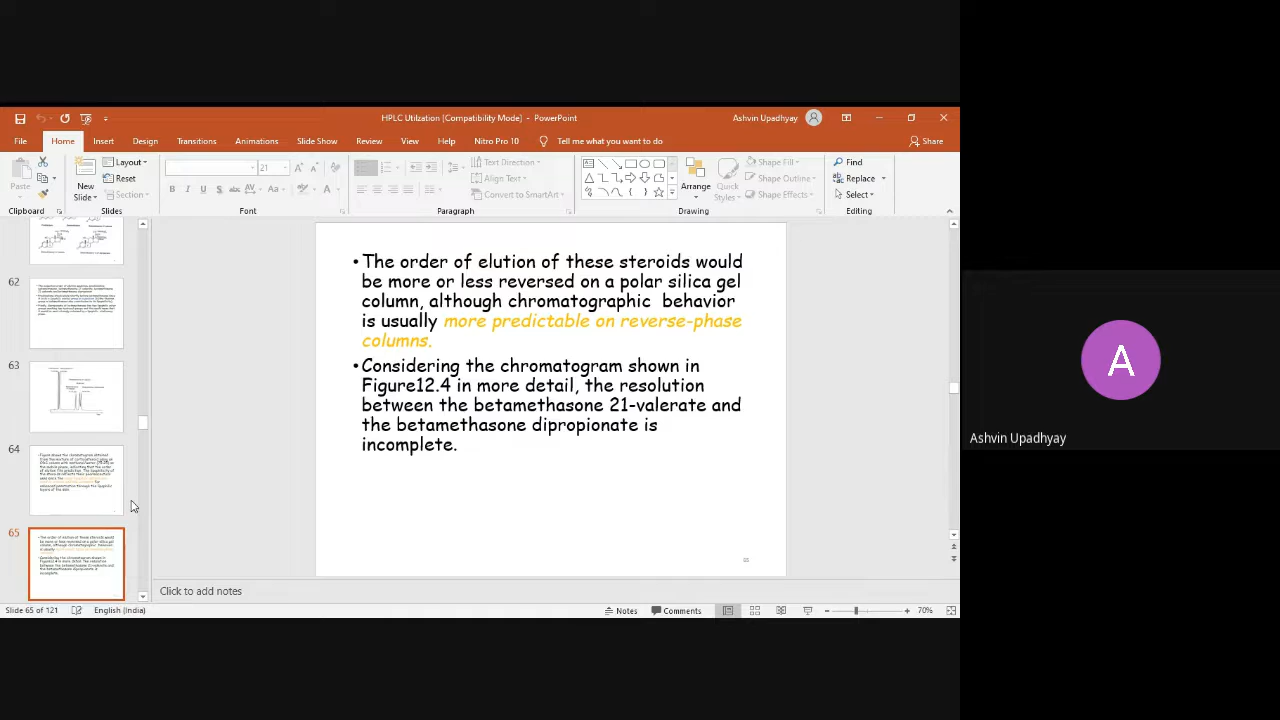 HPLC Utilzation [Compatibility Mode] - PowerPoint
Ashvin Upadhyay
File Home Insert Design Transitions Animations Slide Show Review View Help Nitro Pro 10 Tell me what you want to do Share
Paste
New
Slide
Layout
Reset
Section
21
B I U S abc AV Aa A
Text Direction
Align Text
Convert to SmartArt
Arrange
Quick
Styles
Shape Fill
Shape Outline
Shape Effects
Find
Replace
Select
Clipboard Slides Font Paragraph Drawing Editing
62
63
64
65
• The order of elution of these steroids would
be more or less reversed on a polar silica gel
column, although chromatographic behavior
is usually more predictable on reverse-phase
columns.
• Considering the chromatogram shown in
Figure12.4 in more detail, the resolution
between the betamethasone 21-valerate and
the betamethasone dipropionate is
incomplete.
Click to add notes
Slide 65 of 121 English (India) Notes Comments 70%
A
Ashvin Upadhyay